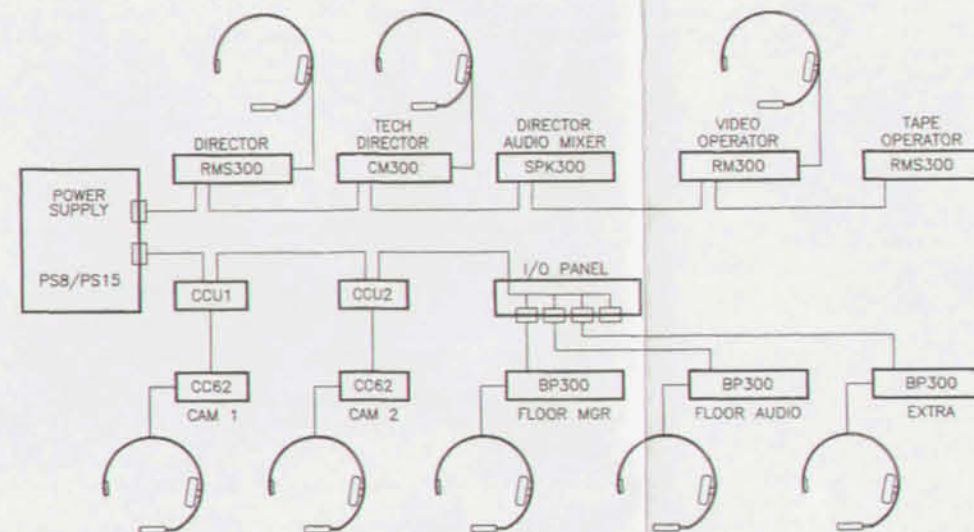 DIRECTOR
RMS300
TECH
DIRECTOR
CM300
DIRECTOR
AUDIO MIXER
SPK300
VIDEO
OPERATOR
RM300
TAPE
OPERATOR
RMS300
POWER
SUPPLY
PS8/PS15
CCU1
CCU2
I/O PANEL
CC62
CAM 1
CC62
CAM 2
BP300
FLOOR MGR
BP300
FLOOR AUDIO
BP300
EXTRA